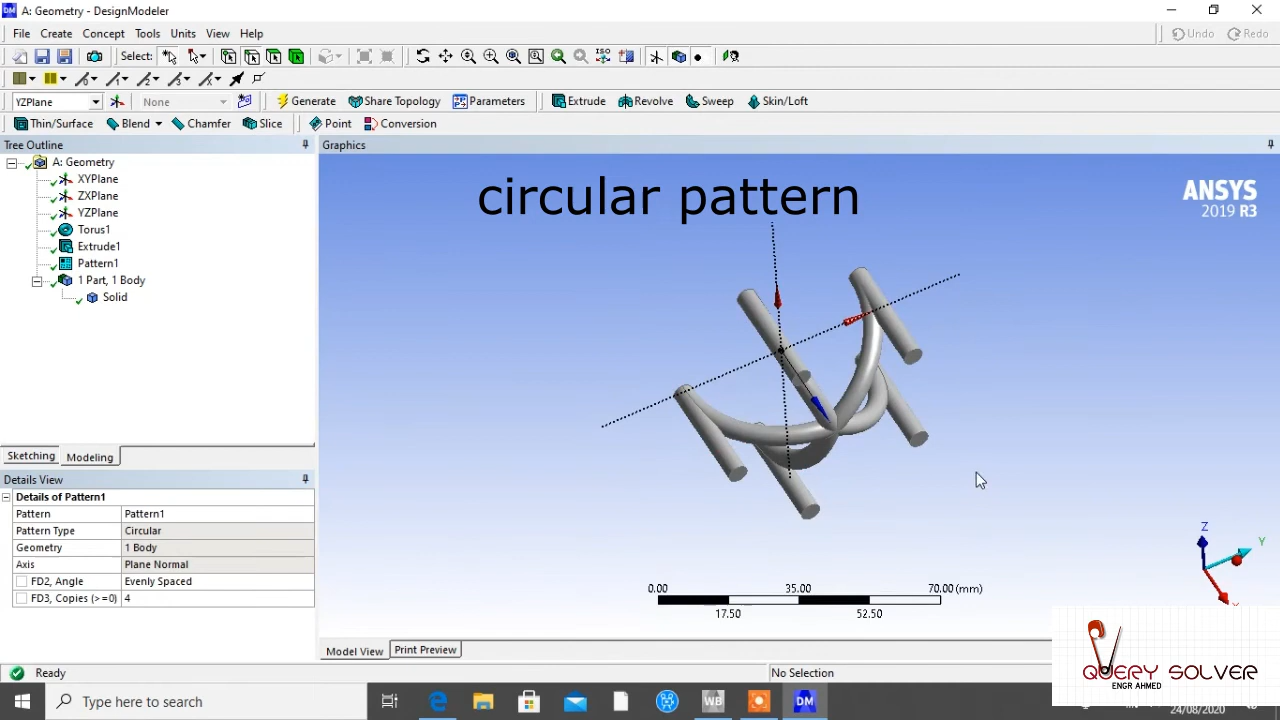 A: Geometry - DesignModeler
File Create Concept Tools Units View Help
Undo Redo
Select:
ISO
YZPlane
None
Generate Share Topology Parameters
Extrude Revolve Sweep Skin/Loft
Thin/Surface Blend Chamfer Slice
Point Conversion
Tree Outline
A: Geometry
XYPlane
ZXPlane
YZPlane
Torus1
Extrude1
Pattern1
1 Part, 1 Body
Solid
Sketching Modeling
Details View
Details of Pattern1
Pattern Pattern1
Pattern Type Circular
Geometry 1 Body
Axis Plane Normal
FD2, Angle Evenly Spaced
FD3, Copies (>=0) 4
Graphics
circular pattern
ANSYS
2019 R3
0.00 35.00 70.00 (mm)
17.50 52.50
Z
Y
Model View Print Preview
Ready
No Selection
QUERY SOLVER
ENGR AHMED
Type here to search
WB
DM
24/08/2020